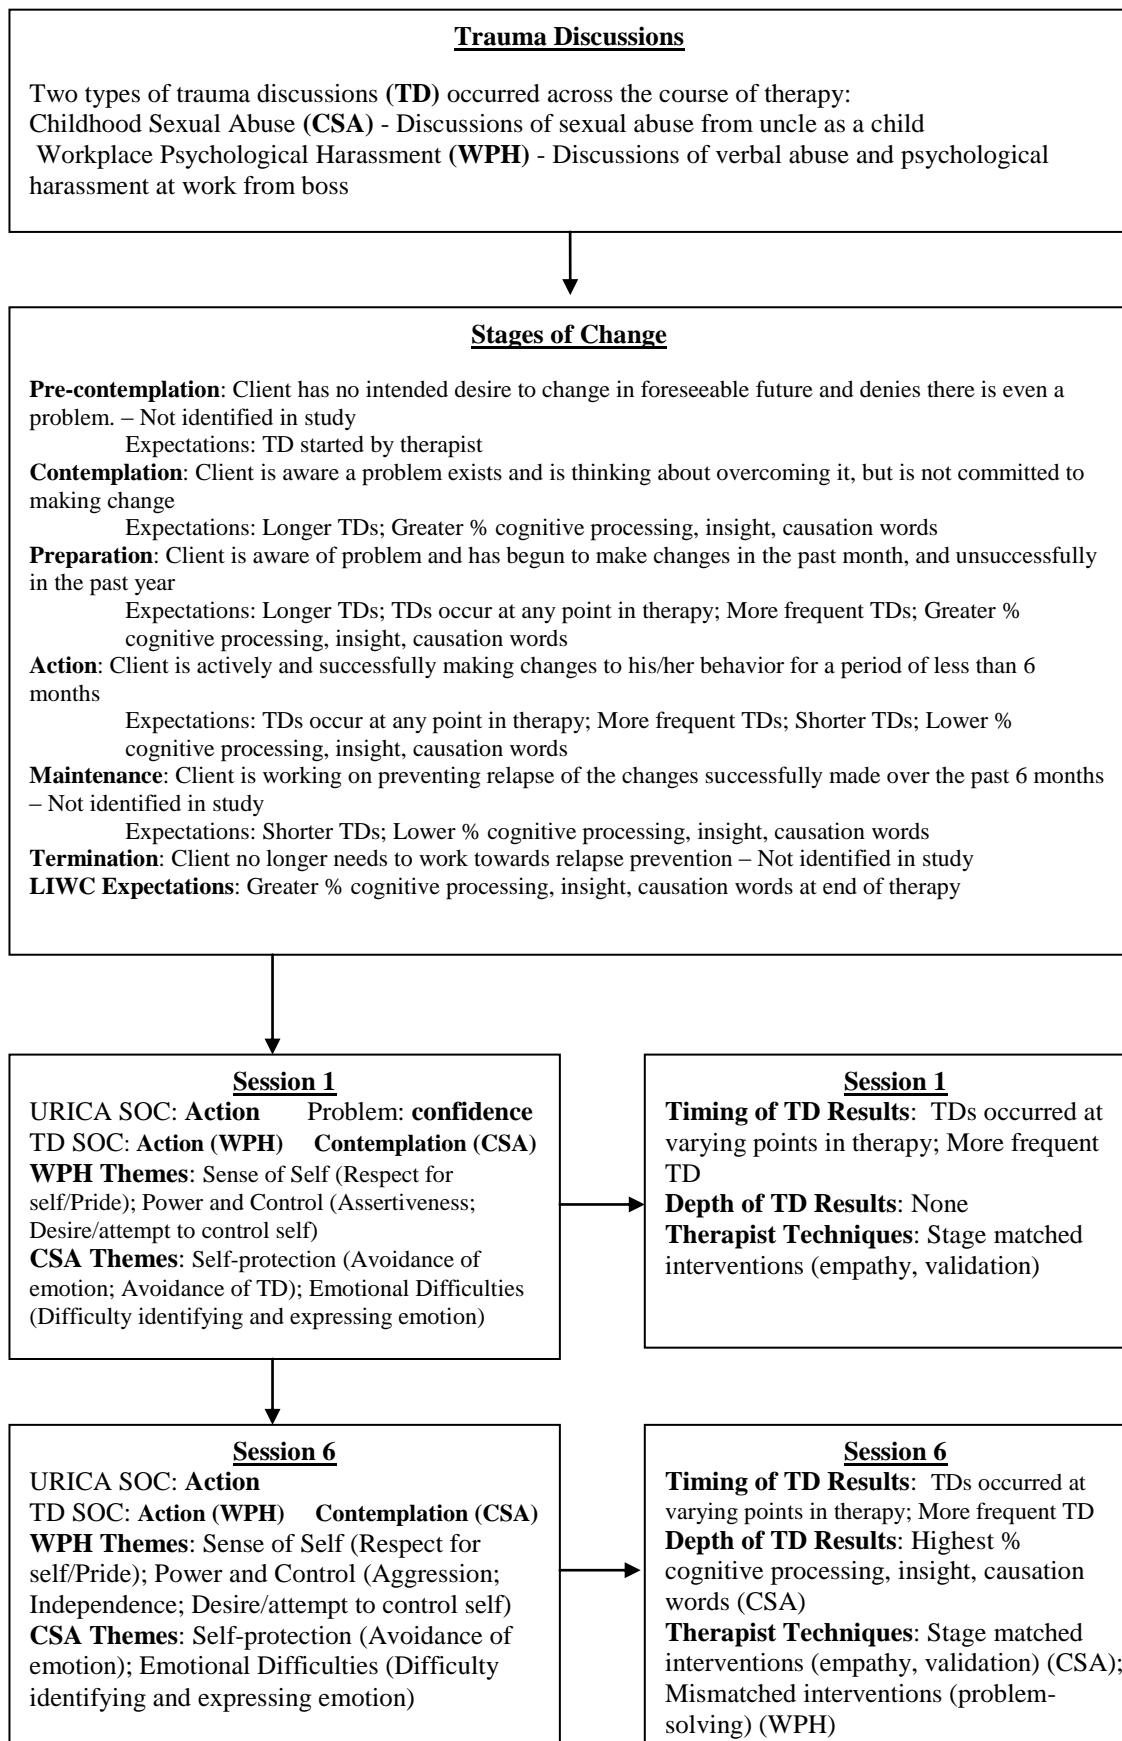 Trauma Discussions
Two types of trauma discussions (TD) occurred across the course of therapy:
Childhood Sexual Abuse (CSA) - Discussions of sexual abuse from uncle as a child
Workplace Psychological Harassment (WPH) - Discussions of verbal abuse and psychological
harassment at work from boss
Stages of Change
Pre-contemplation: Client has no intended desire to change in foreseeable future and denies there is even a
problem. – Not identified in study
Expectations: TD started by therapist
Contemplation: Client is aware a problem exists and is thinking about overcoming it, but is not committed to
making change
Expectations: Longer TDs; Greater % cognitive processing, insight, causation words
Preparation: Client is aware of problem and has begun to make changes in the past month, and unsuccessfully
in the past year
Expectations: Longer TDs; TDs occur at any point in therapy; More frequent TDs; Greater %
cognitive processing, insight, causation words
Action: Client is actively and successfully making changes to his/her behavior for a period of less than 6
months
Expectations: TDs occur at any point in therapy; More frequent TDs; Shorter TDs; Lower %
cognitive processing, insight, causation words
Maintenance: Client is working on preventing relapse of the changes successfully made over the past 6 months
– Not identified in study
Expectations: Shorter TDs; Lower % cognitive processing, insight, causation words
Termination: Client no longer needs to work towards relapse prevention – Not identified in study
LIWC Expectations: Greater % cognitive processing, insight, causation words at end of therapy
Session 1
URICA SOC: Action Problem: confidence
TD SOC: Action (WPH) Contemplation (CSA)
WPH Themes: Sense of Self (Respect for
self/Pride); Power and Control (Assertiveness;
Desire/attempt to control self)
CSA Themes: Self-protection (Avoidance of
emotion; Avoidance of TD); Emotional Difficulties
(Difficulty identifying and expressing emotion)
Session 1
Timing of TD Results: TDs occurred at
varying points in therapy; More frequent
TD
Depth of TD Results: None
Therapist Techniques: Stage matched
interventions (empathy, validation)
Session 6
URICA SOC: Action
TD SOC: Action (WPH) Contemplation (CSA)
WPH Themes: Sense of Self (Respect for
self/Pride); Power and Control (Aggression;
Independence; Desire/attempt to control self)
CSA Themes: Self-protection (Avoidance of
emotion); Emotional Difficulties (Difficulty
identifying and expressing emotion)
Session 6
Timing of TD Results: TDs occurred at
varying points in therapy; More frequent TD
Depth of TD Results: Highest %
cognitive processing, insight, causation
words (CSA)
Therapist Techniques: Stage matched
interventions (empathy, validation) (CSA);
Mismatched interventions (problem-
solving) (WPH)